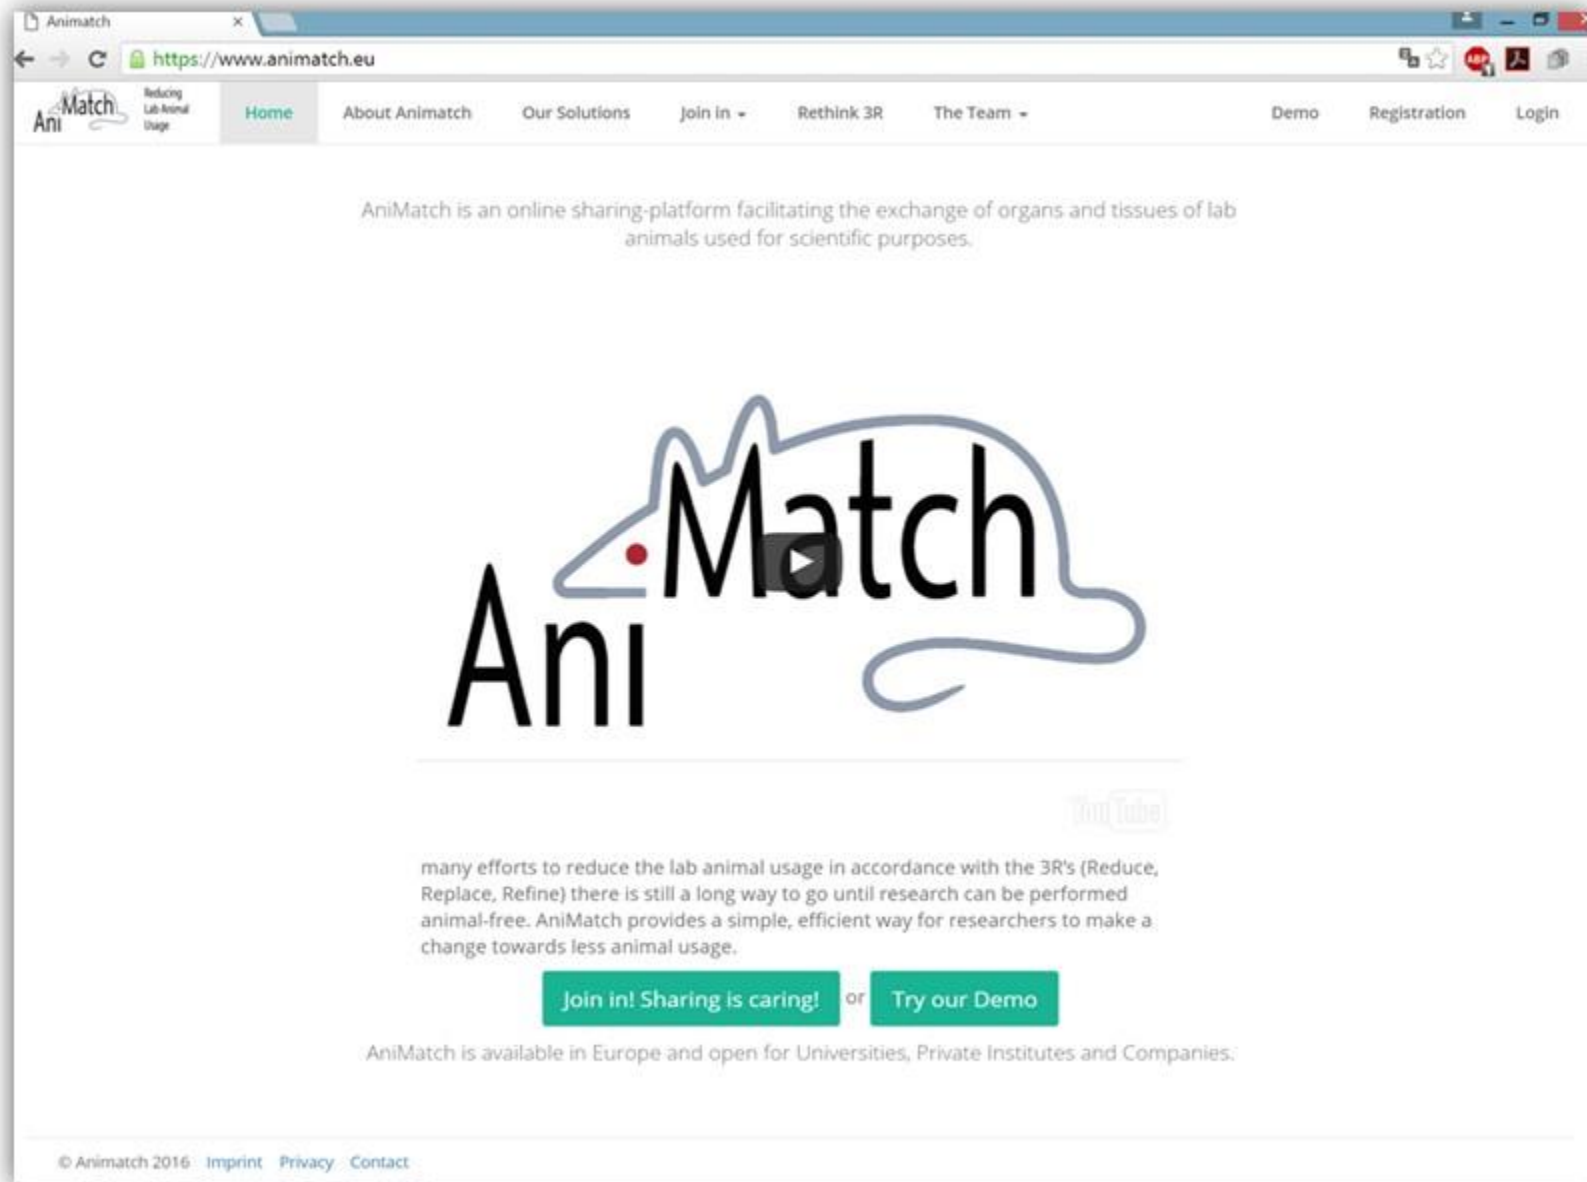 Animatch
https://www.animatch.eu
AniMatch
Reducing
Lab Animal
Usage
Home
About Animatch
Our Solutions
Join in
Rethink 3R
The Team
Demo
Registration
Login
AniMatch is an online sharing-platform facilitating the exchange of organs and tissues of lab
animals used for scientific purposes.
AniMatch
YouTube
many efforts to reduce the lab animal usage in accordance with the 3R's (Reduce,
Replace, Refine) there is still a long way to go until research can be performed
animal-free. AniMatch provides a simple, efficient way for researchers to make a
change towards less animal usage.
Join in! Sharing is caring! or Try our Demo
AniMatch is available in Europe and open for Universities, Private Institutes and Companies.
© Animatch 2016 Imprint Privacy Contact